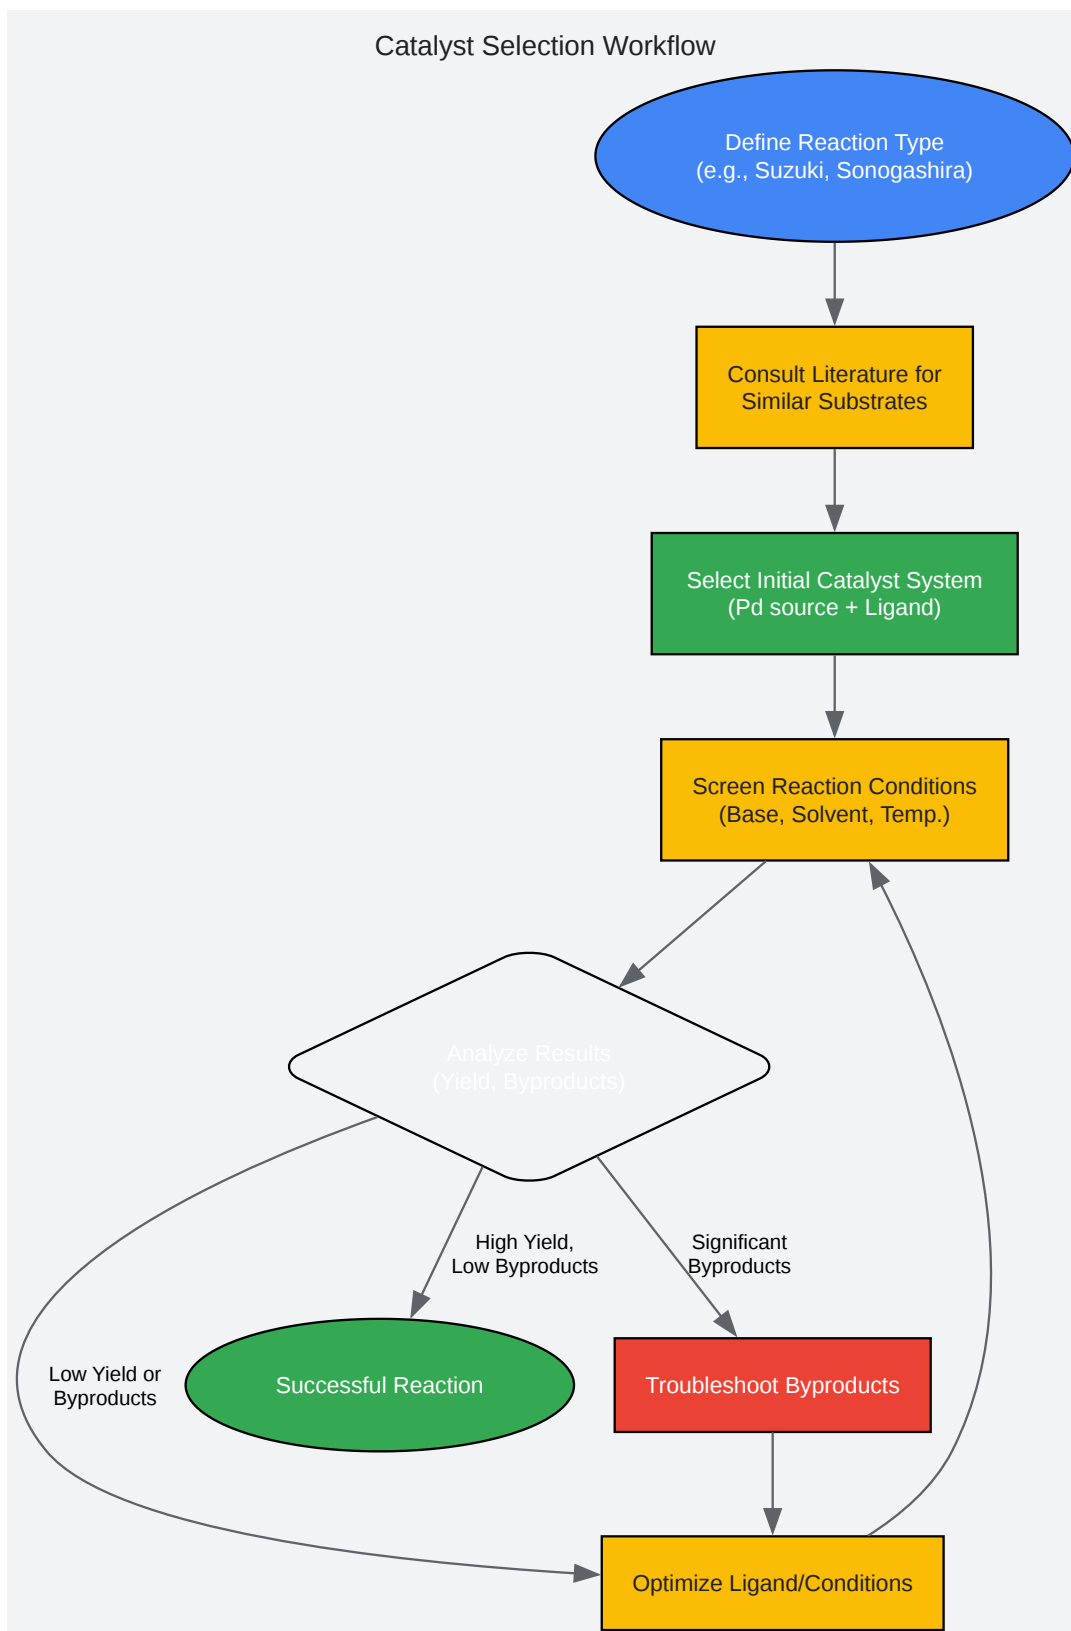 Catalyst Selection Workflow
Define Reaction Type
(e.g., Suzuki, Sonogashira)
Consult Literature for
Similar Substrates
Select Initial Catalyst System
(Pd source + Ligand)
Screen Reaction Conditions
(Base, Solvent, Temp.)
Analyze Results
(Yield, Byproducts)
High Yield,
Low Byproducts
Significant
Byproducts
Low Yield or
Byproducts
Successful Reaction
Troubleshoot Byproducts
Optimize Ligand/Conditions